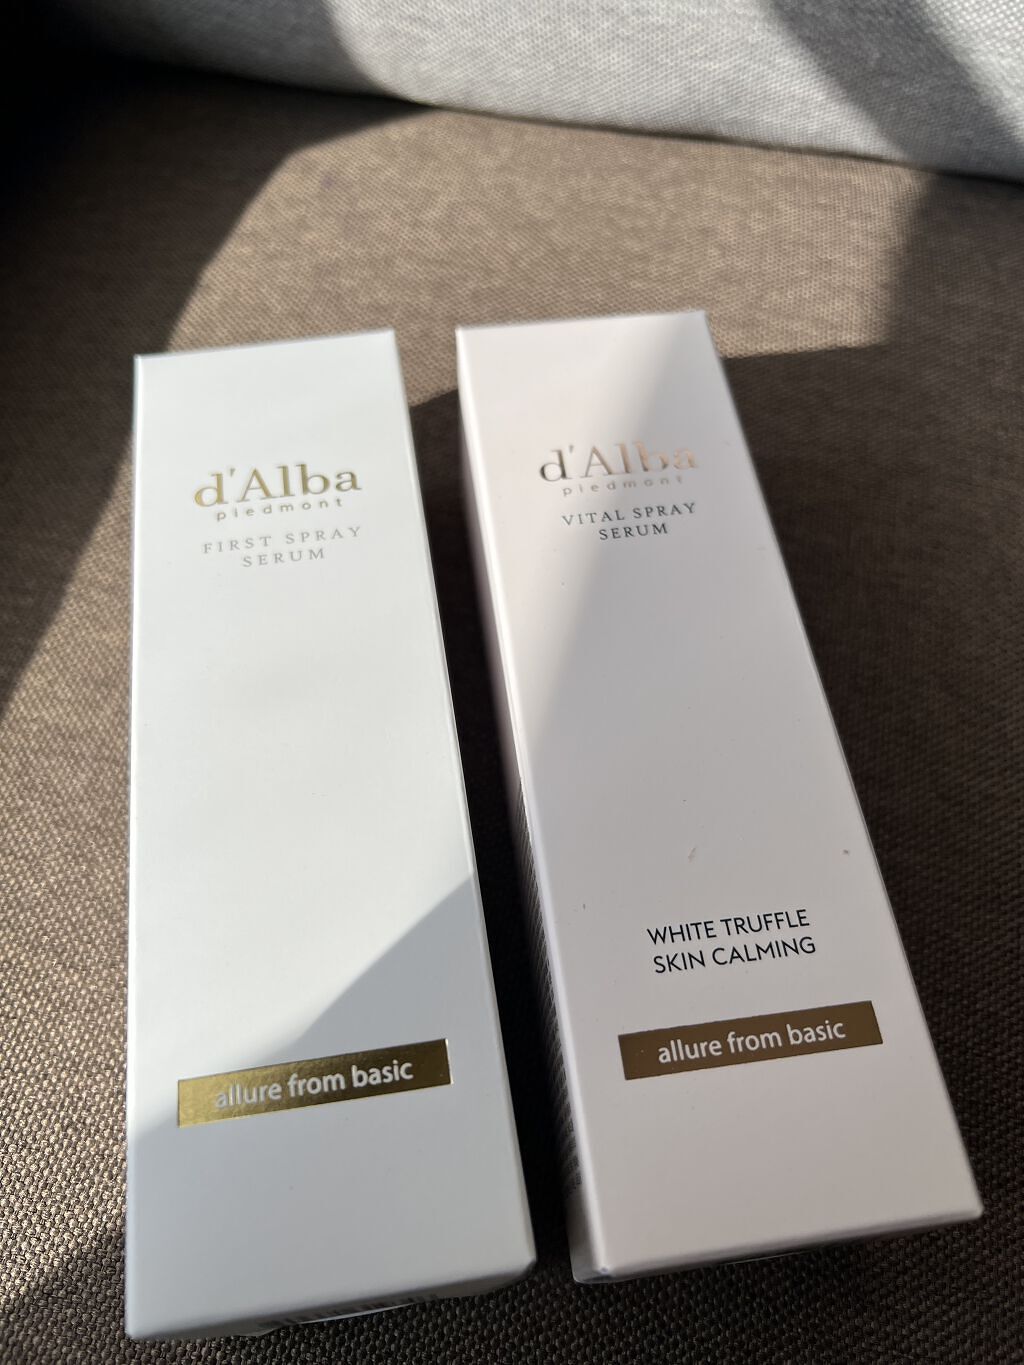 d'Alba
piedmont
FIRST SPRAY
SERUM
allure from basic
d'Alba
piedmont
VITAL SPRAY
SERUM
WHITE TRUFFLE
SKIN CALMING
allure from basic